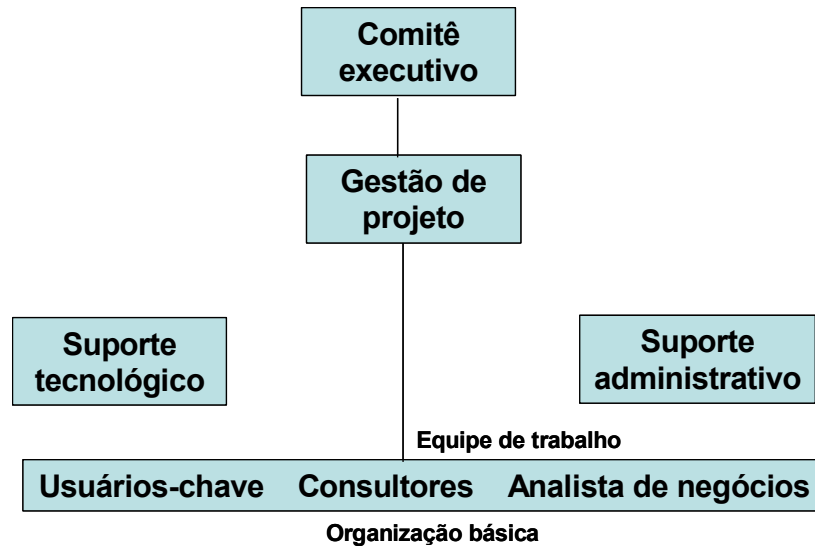 Comitê
executivo
Gestão de
projeto
Suporte
tecnológico
Suporte
administrativo
Equipe de trabalho
Usuários-chave Consultores Analista de negócios
Organização básica